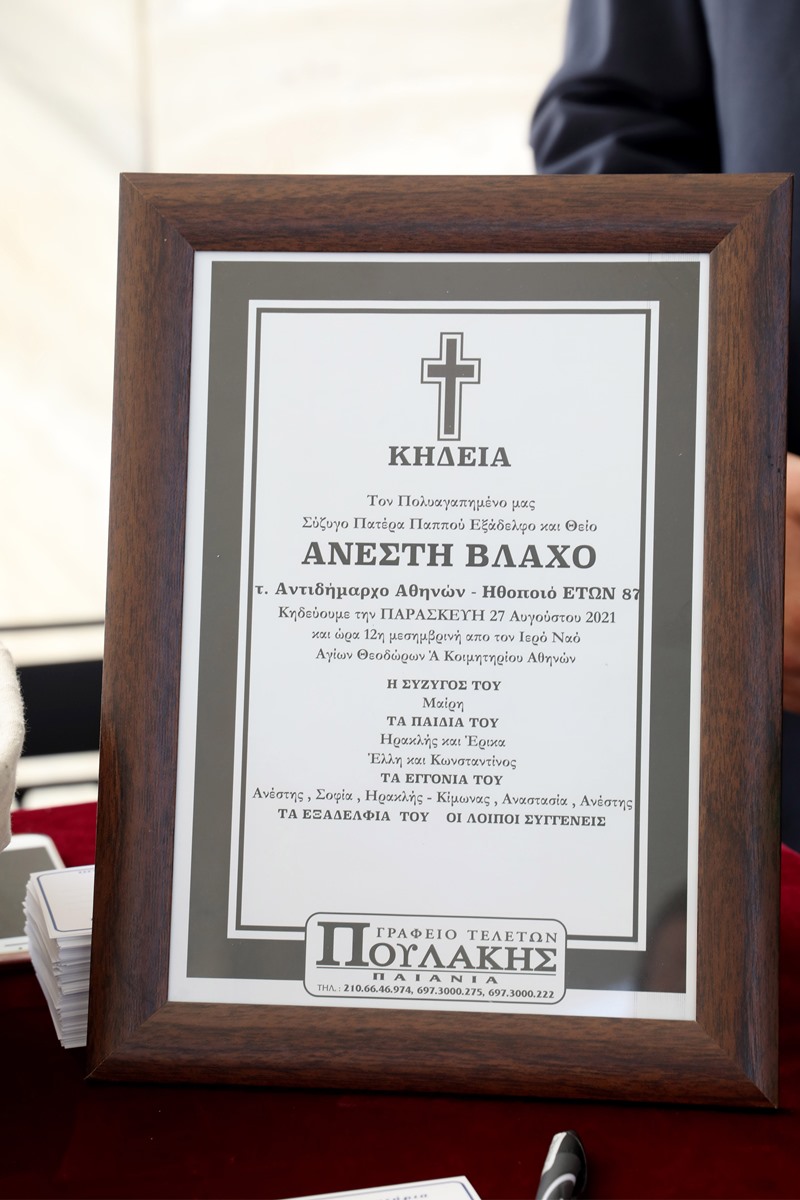 ΚΗΔΕΙΑ
Τον Πολυαγαπημένο μας
Σύζυγο Πατέρα Παππού Εξάδελφο και Θείο
ΑΝΕΣΤΗ ΒΛΑΧΟ
τ. Αντιδήμαρχο Αθηνών - Ηθοποιό ΕΤΩΝ 87
Κηδεύουμε την ΠΑΡΑΣΚΕΥΗ 27 Αυγούστου 2021
και ώρα 12η μεσημβρινή απο τον Ιερό Ναό
Αγίων Θεοδώρων Ά Κοιμητηρίου Αθηνών
Η ΣΥΖΥΓΟΣ ΤΟΥ
Μαίρη
ΤΑ ΠΑΙΔΙΑ ΤΟΥ
Ηρακλής και Έρικα
Έλλη και Κωνσταντίνος
ΤΑ ΕΓΓΟΝΙΑ ΤΟΥ
Ανέστης , Σοφία , Ηρακλής - Κίμωνας , Αναστασία , Ανέστης
ΤΑ ΕΞΑΔΕΛΦΙΑ ΤΟΥ ΟΙ ΛΟΙΠΟΙ ΣΥΓΓΕΝΕΙΣ
ΓΡΑΦΕΙΟ ΤΕΛΕΤΩΝ
ΠΟΥΛΑΚΗΣ
ΠΑΙΑΝΙΑ
ΤΗΛ.: 210.66.46.974, 697.3000.275, 697.3000.222